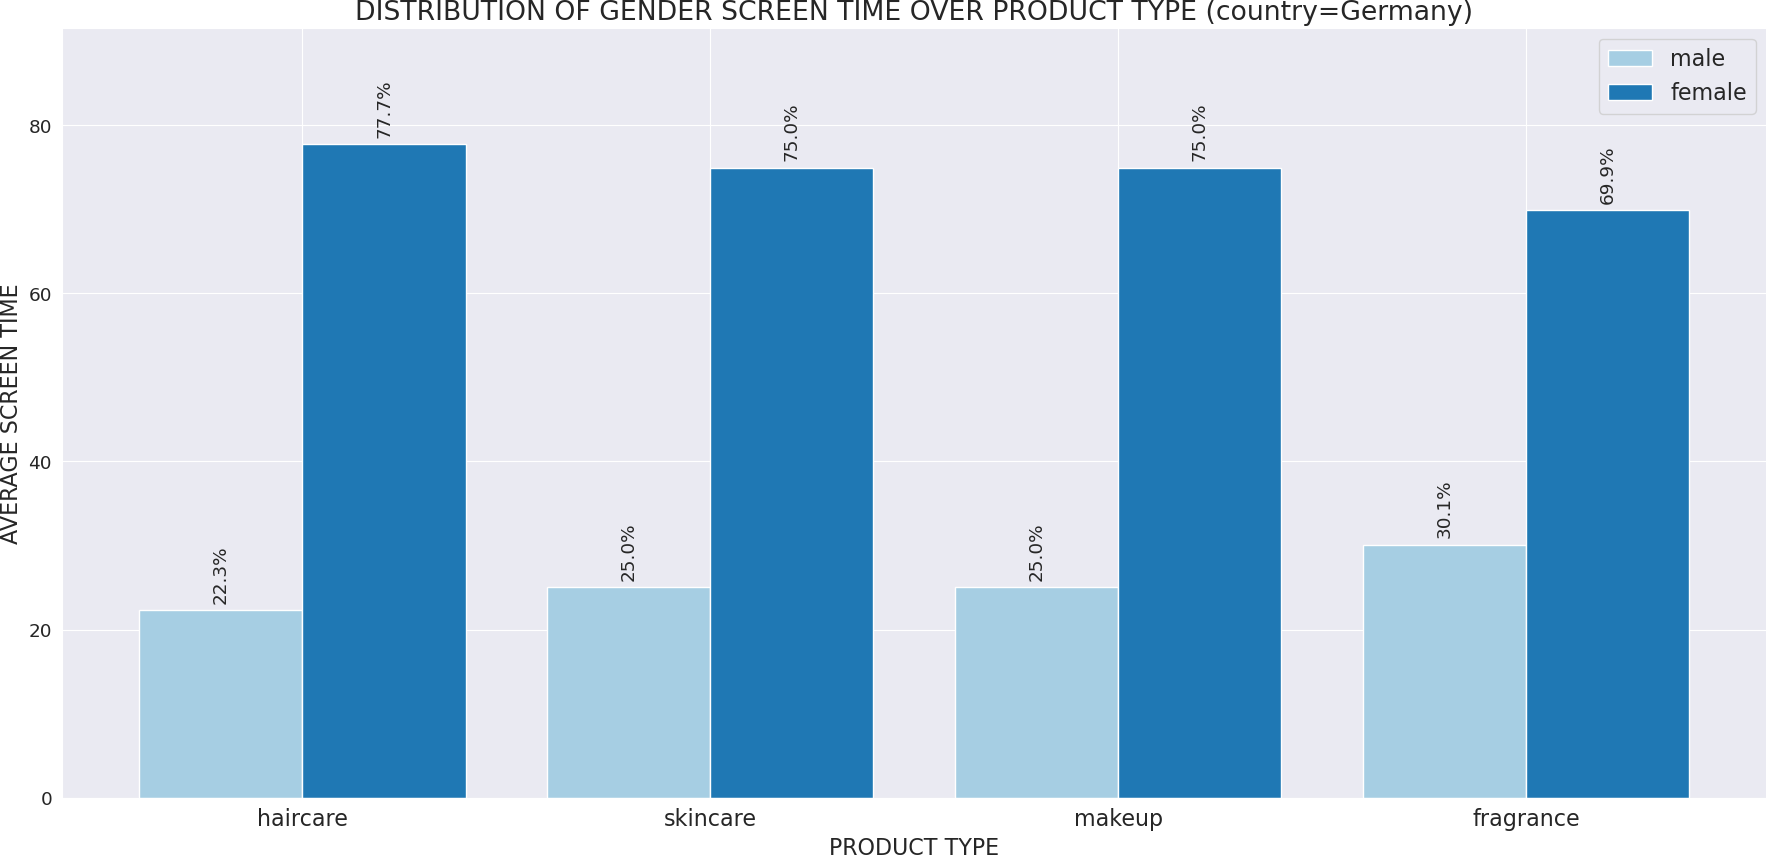 DISTRIBUTION OF GENDER SCREEN TIME OVER PRODUCT TYPE (country=Germany)
male
female
AVERAGE SCREEN TIME
80
60
40
20
0
22.3%
77.7%
25.0%
75.0%
25.0%
75.0%
30.1%
69.9%
haircare
skincare
makeup
fragrance
PRODUCT TYPE